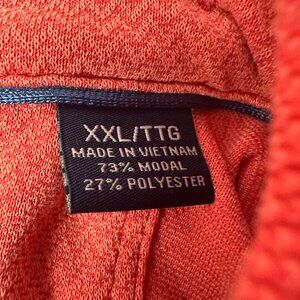 XXL/TTG
MADE IN VIETNAM
73% MODAL
27% POLYESTER